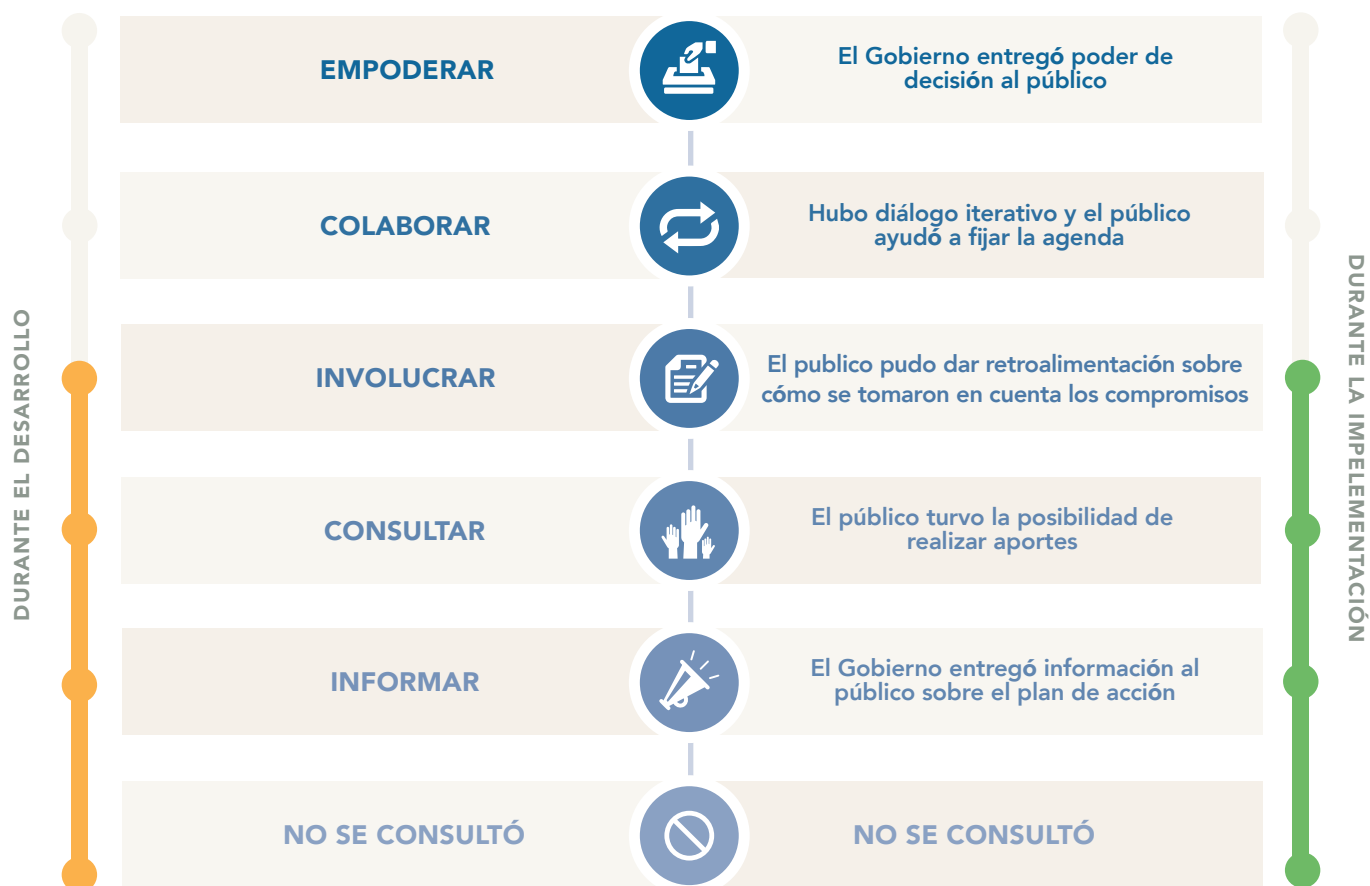 EMPODERAR
El Gobierno entregó poder de
decisión al público
COLABORAR
Hubo diálogo iterativo y el público
ayudó a fijar la agenda
INVOLUCRAR
El publico pudo dar retroalimentación sobre
cómo se tomaron en cuenta los compromisos
CONSULTAR
El público turvo la posibilidad de
realizar aportes
INFORMAR
El Gobierno entregó información al
público sobre el plan de acción
NO SE CONSULTÓ
NO SE CONSULTÓ
DURANTE EL DESARROLLO
DURANTE LA IMPELEMENTACIÓN